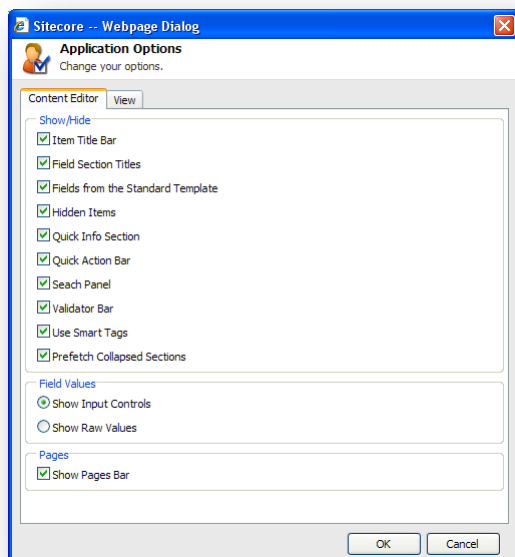 Sitecore -- Webpage Dialog
Application Options
Change your options.
Content Editor View
Show/Hide
Item Title Bar
Field Section Titles
Fields from the Standard Template
Hidden Items
Quick Info Section
Quick Action Bar
Seach Panel
Validator Bar
Use Smart Tags
Prefetch Collapsed Sections
Field Values
Show Input Controls
Show Raw Values
Pages
Show Pages Bar
OK Cancel